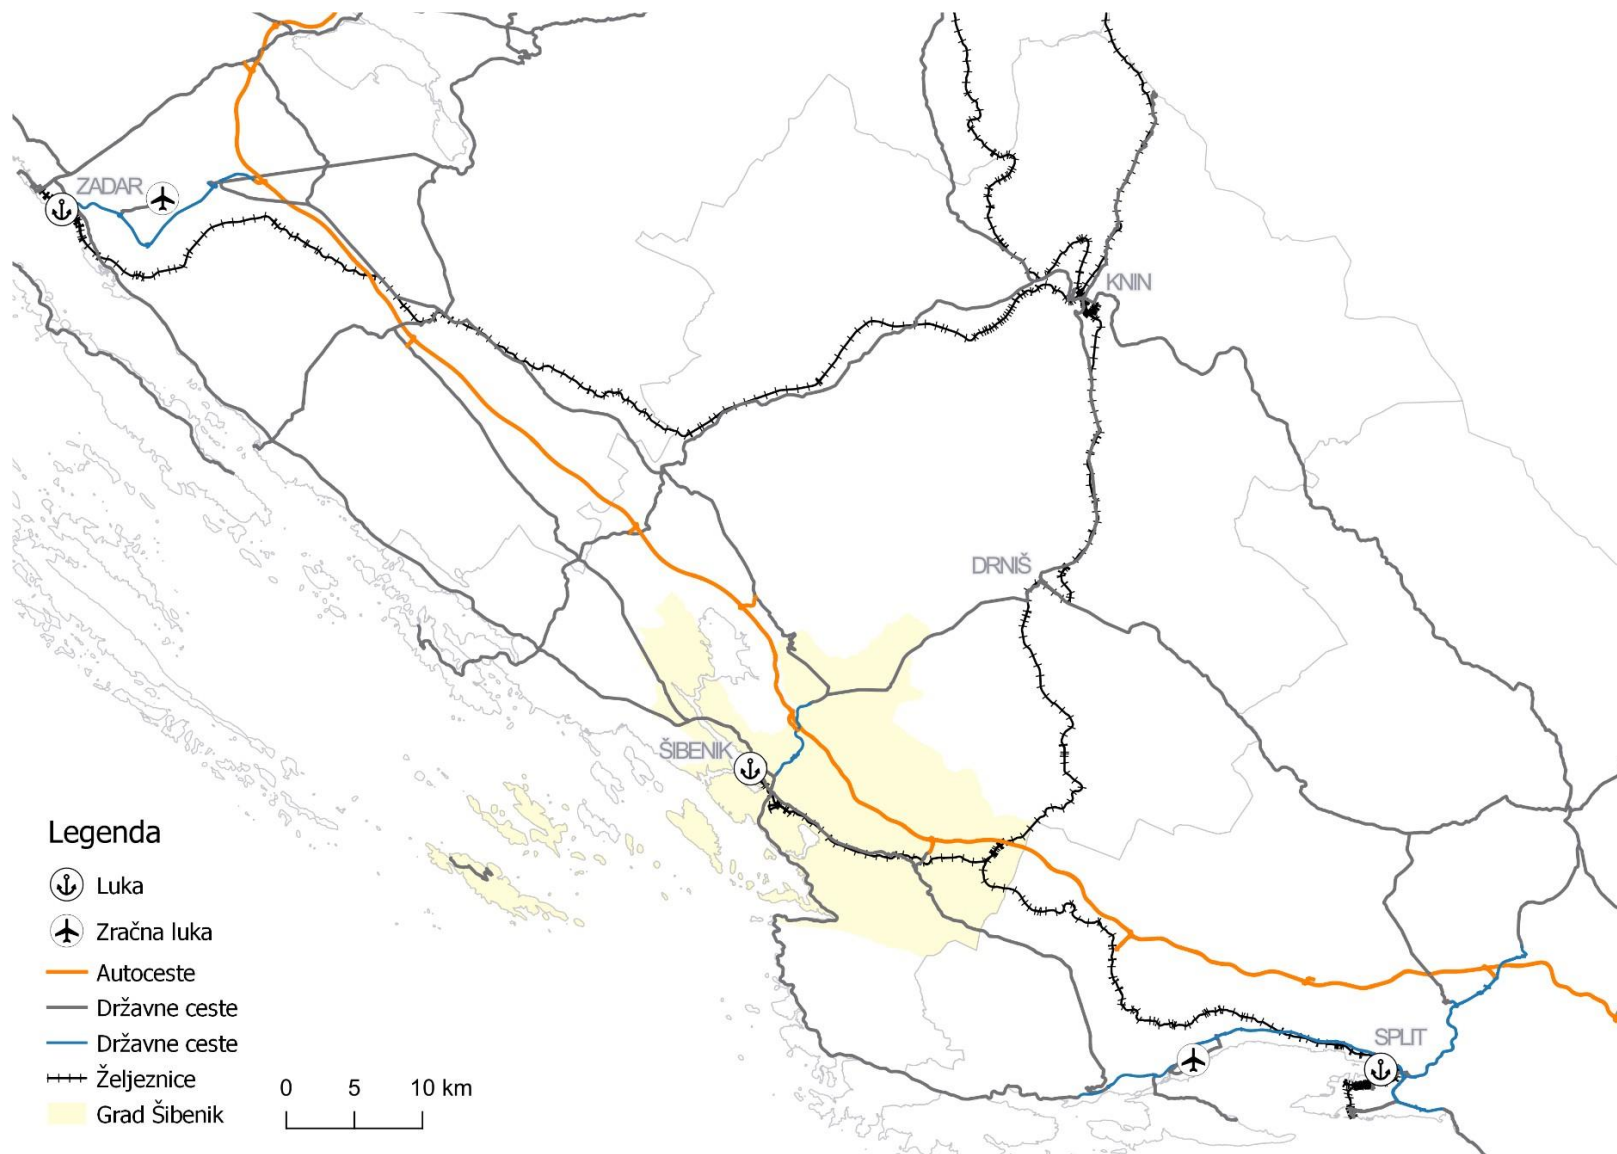 ZADAR
KNIN
DRNIŠ
ŠIBENIK
SPLIT
Legenda
Luka
Zračna luka
Autoceste
Državne ceste
Državne ceste
Željeznice
Grad Šibenik
0 5 10 km